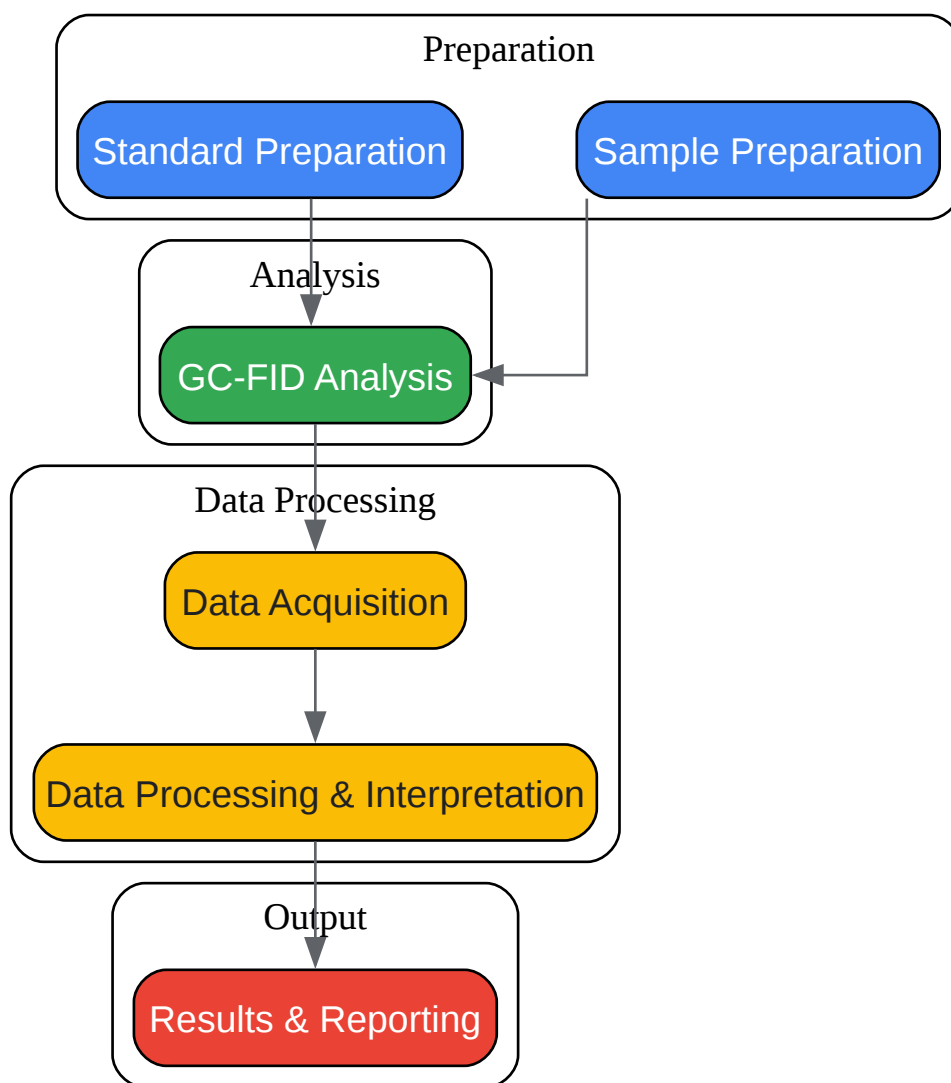 Preparation
Standard Preparation
Sample Preparation
Analysis
GC-FID Analysis
Data Processing
Data Acquisition
Data Processing & Interpretation
Output
Results & Reporting